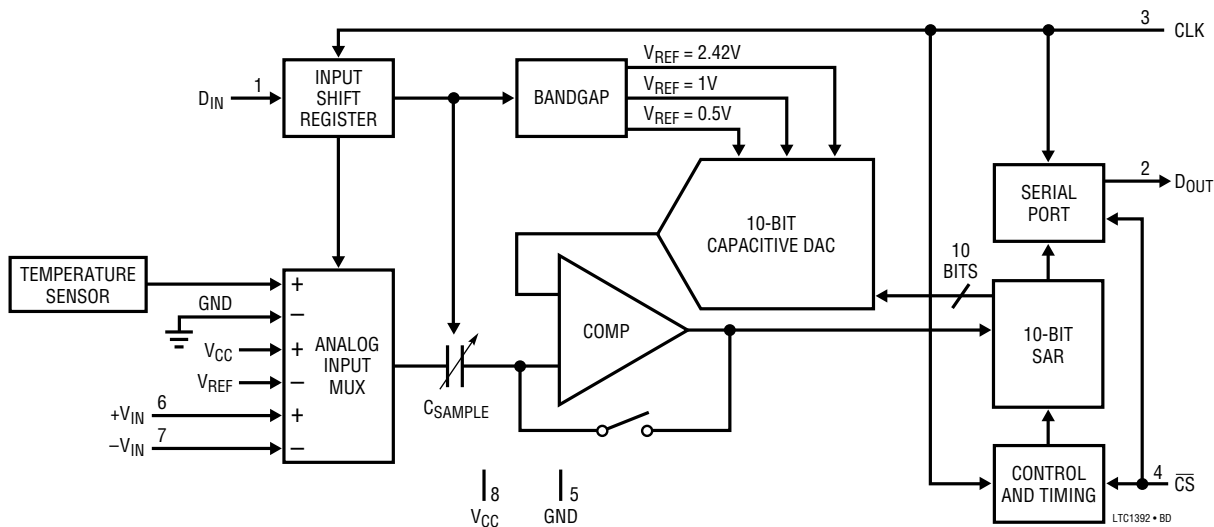 3
CLK
V_REF = 2.42V
INPUT
SHIFT
REGISTER
1
D_IN
BANDGAP
V_REF = 1V
V_REF = 0.5V
2
D_OUT
SERIAL
PORT
10-BIT
CAPACITIVE DAC
10
BITS
TEMPERATURE
SENSOR
+
GND
−
COMP
10-BIT
SAR
V_CC
+
ANALOG
INPUT
MUX
V_REF
−
C_SAMPLE
+V_IN
6
+
−V_IN
7
−
CONTROL
AND TIMING
4
C̅S̅
8
V_CC
5
GND
LTC1392 • BD